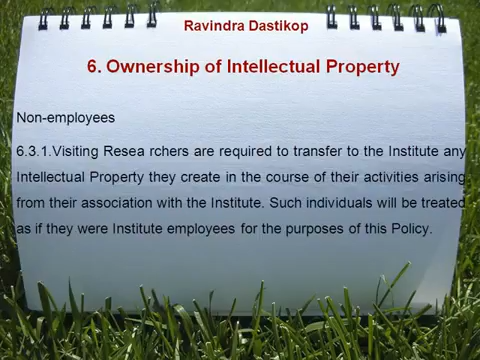 Ravindra Dastikop
6. Ownership of Intellectual Property
Non-employees
6.3.1.Visiting Resea rchers are required to transfer to the Institute any
Intellectual Property they create in the course of their activities arising
from their association with the Institute. Such individuals will be treated
as if they were Institute employees for the purposes of this Policy.